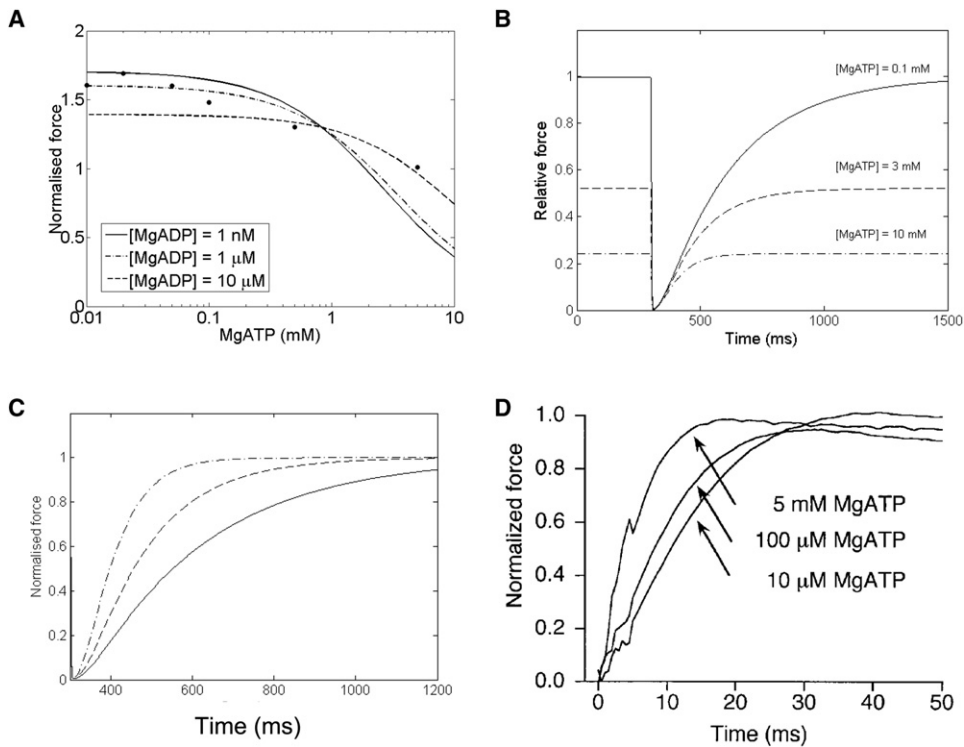 A
2
1.5
1
0.5
0
Normalised force
[MgADP] = 1 nM
[MgADP] = 1 μM
[MgADP] = 10 μM
0.01
0.1
1
10
MgATP (mM)
B
1
0.8
0.6
0.4
0.2
0
Relative force
[MgATP] = 0.1 mM
[MgATP] = 3 mM
[MgATP] = 10 mM
0
500
1000
1500
Time (ms)
C
1
0.8
0.6
0.4
0.2
0
Normalised force
400
600
800
1000
1200
Time (ms)
D
1.0
0.8
0.6
0.4
0.2
0.0
Normalized force
5 mM MgATP
100 μM MgATP
10 μM MgATP
0
10
20
30
40
50
Time (ms)